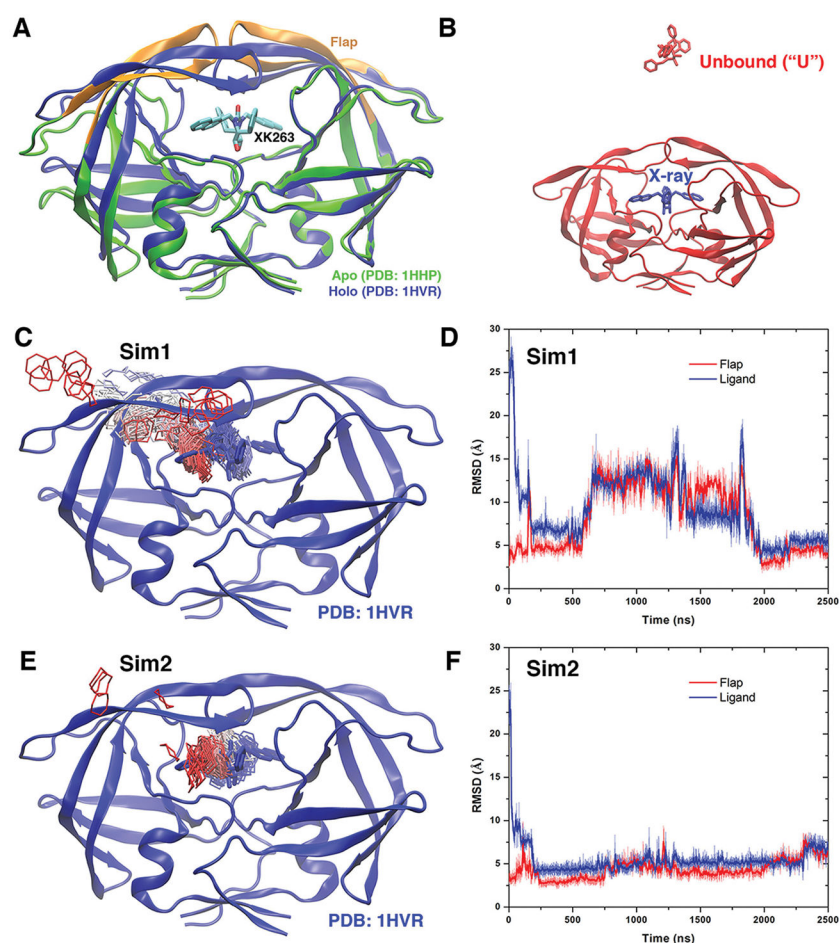 A
Flap
XK263
Apo (PDB: 1HHP)
Holo (PDB: 1HVR)
B
Unbound (“U”)
X-ray
C
Sim1
PDB: 1HVR
D
Sim1
Flap
Ligand
30
25
20
15
10
5
0
RMSD (Å)
0 500 1000 1500 2000 2500
Time (ns)
E
Sim2
PDB: 1HVR
F
Sim2
Flap
Ligand
30
25
20
15
10
5
0
RMSD (Å)
0 500 1000 1500 2000 2500
Time (ns)